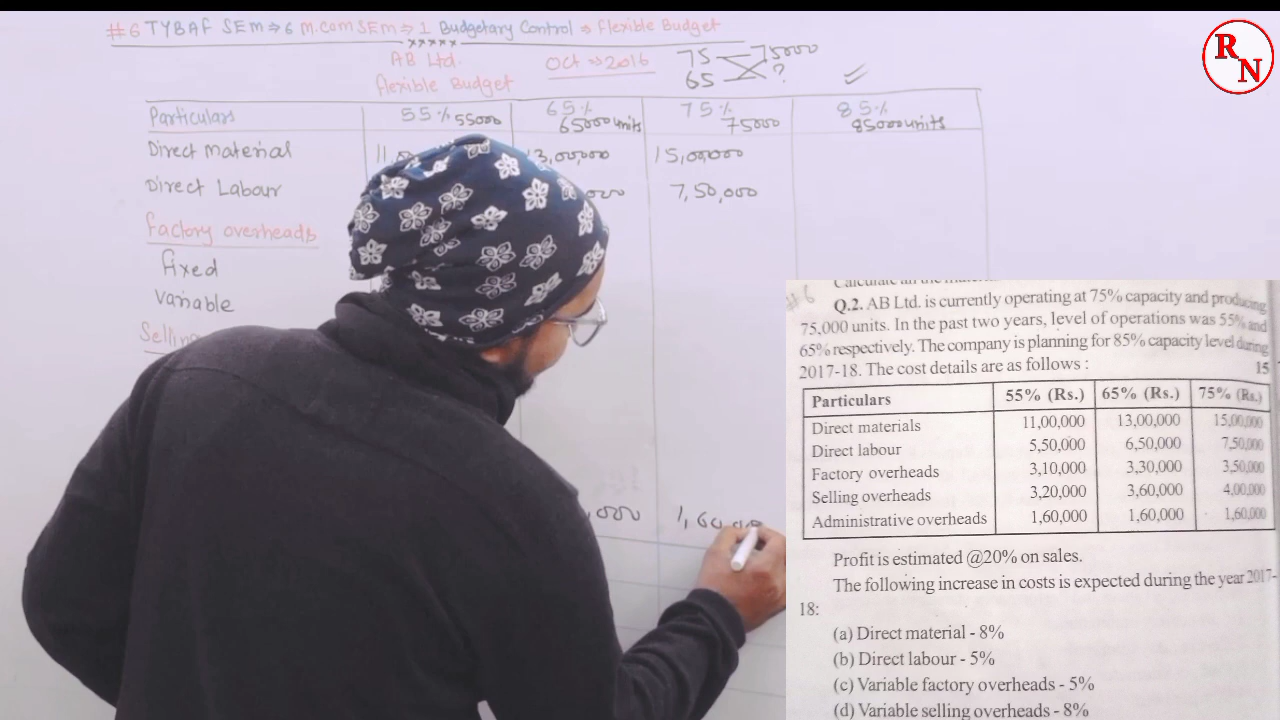 #6 TYBAF SEM⇒6 M.com SEM⇒1 Budgetary Control ⇒ Flexible Budget
×××××
AB Ltd.
Oct ⇒2016
flexible Budget
75 75000
65 ?
R N
Particulars 55% 55000 65% 65000 units 75% 75000 85% 85000 units
Direct Material 11,0 13,00,000 15,00,000
Direct Labour 000 7,50,000
factory overheads
fixed
Variable
Selling
,000 1,60,00
#6
Q.2. AB Ltd. is currently operating at 75% capacity and producing
75,000 units. In the past two years, level of operations was 55% and
65% respectively. The company is planning for 85% capacity level during
2017-18. The cost details are as follows : 15
Particulars 55% (Rs.) 65% (Rs.) 75% (Rs.)
Direct materials 11,00,000 13,00,000 15,00,000
Direct labour 5,50,000 6,50,000 7,50,000
Factory overheads 3,10,000 3,30,000 3,50,000
Selling overheads 3,20,000 3,60,000 4,00,000
Administrative overheads 1,60,000 1,60,000 1,60,000
Profit is estimated @20% on sales.
The following increase in costs is expected during the year 2017-
18:
(a) Direct material - 8%
(b) Direct labour - 5%
(c) Variable factory overheads - 5%
(d) Variable selling overheads - 8%